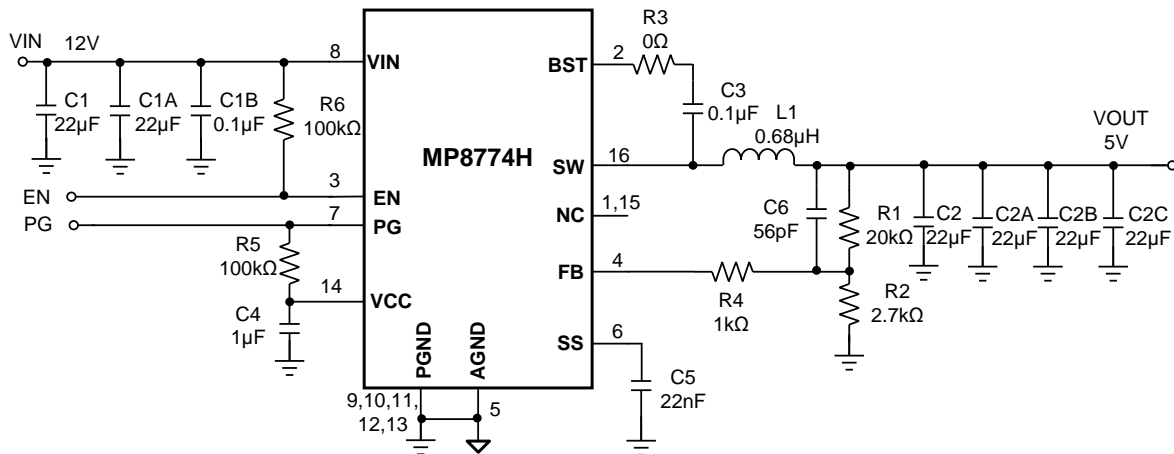 VIN
12V
8
VIN
C1
22μF
C1A
22μF
C1B
0.1μF
R6
100kΩ
EN
3
EN
PG
7
PG
R5
100kΩ
14
VCC
C4
1μF
MP8774H
PGND
AGND
9,10,11,
12,13
5
BST
2
R3
0Ω
C3
0.1μF
L1
0.68μH
SW
16
NC
1,15
FB
4
R4
1kΩ
C6
56pF
R1
20kΩ
R2
2.7kΩ
SS
6
C5
22nF
C2
22μF
C2A
22μF
C2B
22μF
C2C
22μF
VOUT
5V